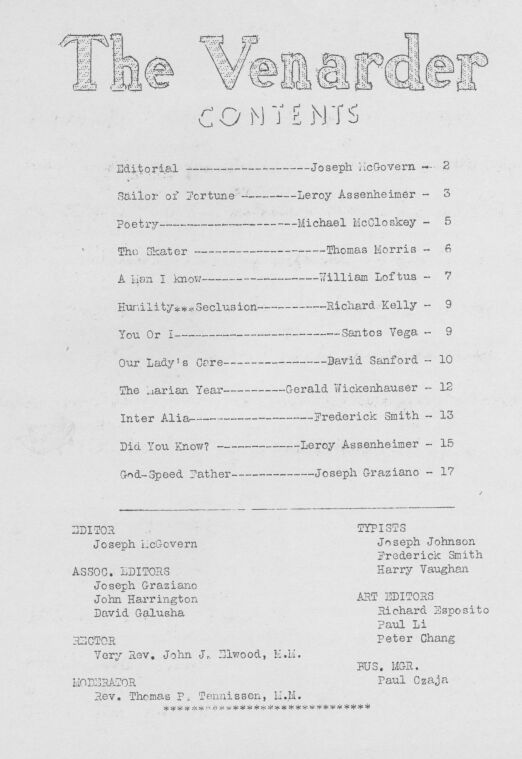 The Venarder
CONTENTS
Editorial ------------------Joseph McGovern - 2
Sailor of Fortune --------Leroy Assenheimer - 3
Poetry--------------------Michael McCloskey - 5
The Skater -------------------Thomas Morris - 6
A Man I know-----------------William Loftus - 7
Humility***Seclusion----------Richard Kelly - 9
You Or I------------------------Santos Vega - 9
Our Lady's Care---------------David Sanford - 10
The Marian Year---------Gerald Wickenhauser - 12
Inter Alia------------------Frederick Smith - 13
Did You Know? ------------Leroy Assenheimer - 15
God-Speed Father------------Joseph Graziano - 17
EDITOR
Joseph McGovern
ASSOC. EDITORS
Joseph Graziano
John Harrington
David Galusha
RECTOR
Very Rev. John J. Elwood, M.M.
MODERATOR
Rev. Thomas P. Tennissen, M.M.
TYPISTS
Joseph Johnson
Frederick Smith
Harry Vaughan
ART EDITORS
Richard Esposito
Paul Li
Peter Chang
BUS. MGR.
Paul Czaja
******************************